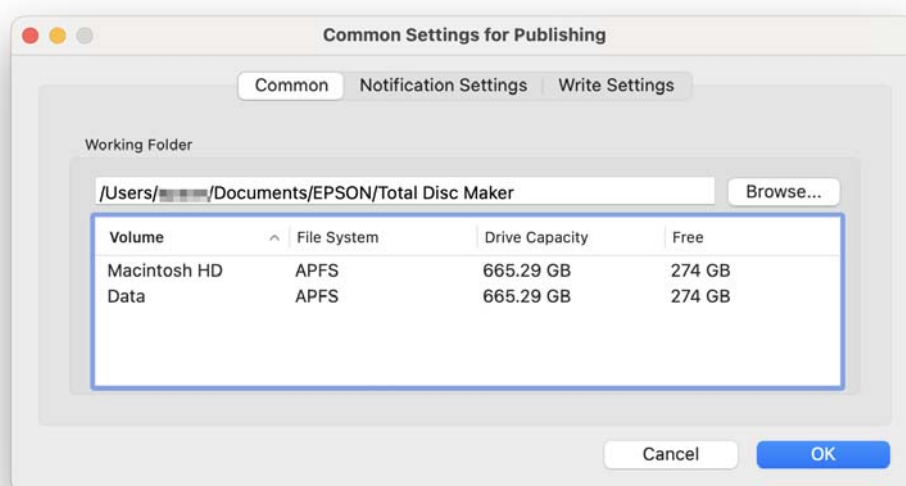 Common Settings for Publishing
Common Notification Settings Write Settings
Working Folder
/Users/ /Documents/EPSON/Total Disc Maker Browse...
Volume File System Drive Capacity Free
Macintosh HD APFS 665.29 GB 274 GB
Data APFS 665.29 GB 274 GB
Cancel OK